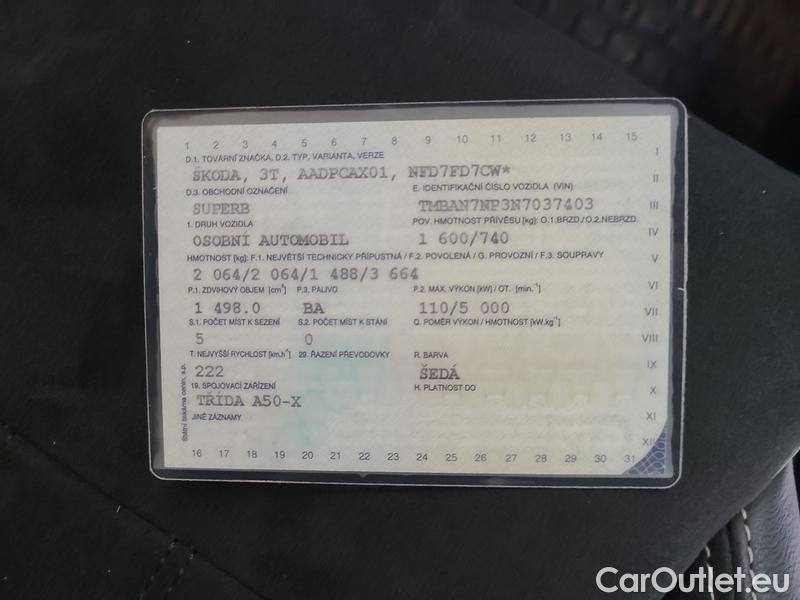 1 2 3 4 5 6 7 8 9 10 11 12 13 14 15
D.1. TOVÁRNÍ ZNAČKA, D.2. TYP, VARIANTA, VERZE I
ŠKODA, 3T, AADPCAX01, NFD7FD7CW*
D.3. OBCHODNÍ OZNAČENÍ E. IDENTIFIKAČNÍ ČÍSLO VOZIDLA (VIN) II
SUPERB TMBAN7NP3N7037403 III
1. DRUH VOZIDLA POV. HMOTNOST PŘÍVĚSU [kg]: O.1.BRZD./O.2.NEBRZD.
OSOBNÍ AUTOMOBIL 1 600/740 IV
HMOTNOST [kg]: F.1. NEJVĚTŠÍ TECHNICKY PŘÍPUSTNÁ / F.2. POVOLENÁ / G. PROVOZNÍ / F.3. SOUPRAVY V
2 064/2 064/1 488/3 664
P.1. ZDVIHOVÝ OBJEM [cm³] P.3. PALIVO P.2. MAX. VÝKON [kW] / OT. [min.⁻¹] VI
1 498.0 BA 110/5 000 VII
S.1. POČET MÍST K SEZENÍ S.2. POČET MÍST K STÁNÍ Q. POMĚR VÝKON / HMOTNOST [kW.kg⁻¹]
5 0 VIII
T. NEJVYŠŠÍ RYCHLOST [km.h⁻¹] 29. ŘAZENÍ PŘEVODOVKY R. BARVA
222 ŠEDÁ IX
19. SPOJOVACÍ ZAŘÍZENÍ H. PLATNOST DO X
TŘÍDA A50-X
JINÉ ZÁZNAMY XI
XII
16 17 18 19 20 21 22 23 24 25 26 27 28 29 30 31
Státní tiskárna cenin, s.p.
CarOutlet.eu